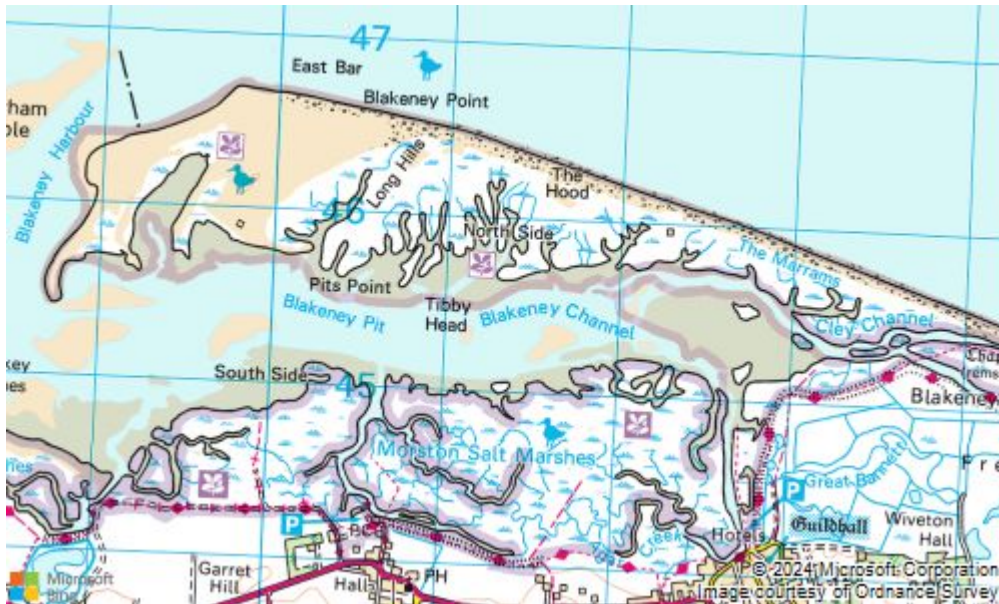 47
East Bar
Blakeney Point
Blakeney Harbour
Long Hills
46
The
Hood
North Side
The Marrams
Pits Point
Blakeney Pit
Tibby
Head
Blakeney Channel
Cley Channel
South Side
45
Blakeney
Morston Salt Marshes
P
Great Barnett
Guildhall
Wiveton
Hall
P
Creek
Hotels
Garret
Hill
Hall
PH
P
Microsoft
Bing
© 2024 Microsoft Corporation
Image courtesy of Ordnance Survey